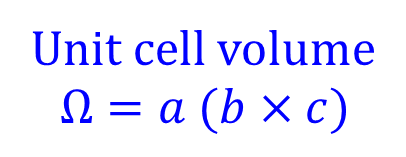 Unit cell volume
Ω = a (b × c)